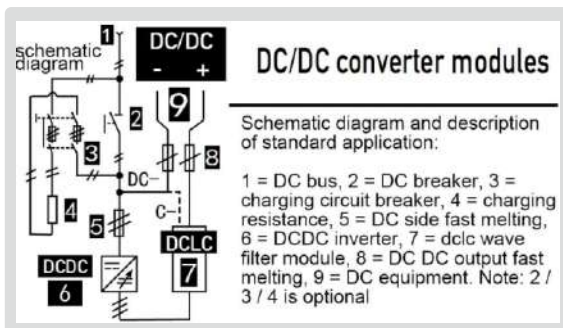 schematic
diagram
1
DC/DC
- +
9
2
3
8
DC-
4
5
C-
DCDC
6
DCLC
7
DC/DC converter modules
Schematic diagram and description
of standard application:
1 = DC bus, 2 = DC breaker, 3 =
charging circuit breaker, 4 = charging
resistance, 5 = DC side fast melting,
6 = DCDC inverter, 7 = dclc wave
filter module, 8 = DC DC output fast
melting, 9 = DC equipment. Note: 2 /
3 / 4 is optional